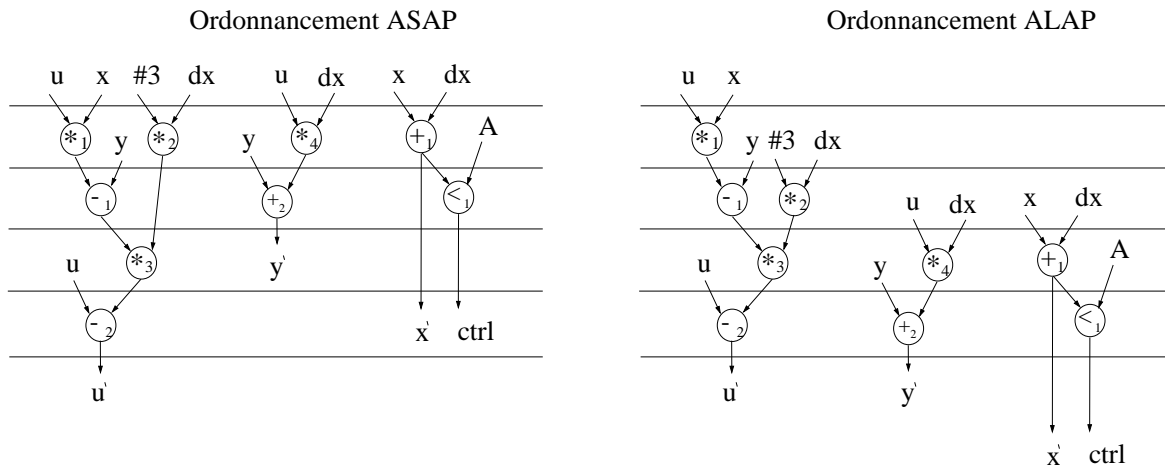 Ordonnancement ASAP
u x #3 dx u dx x dx
*1 y *2 y *4 +1 A
-1 +2 <1
u *3 y‵
-2 x‵ ctrl
u‵
Ordonnancement ALAP
u x
*1 y #3 dx
-1 *2 u dx x dx
u *3 y *4 +1 A
-2 +2 <1
u‵ y‵
x‵ ctrl